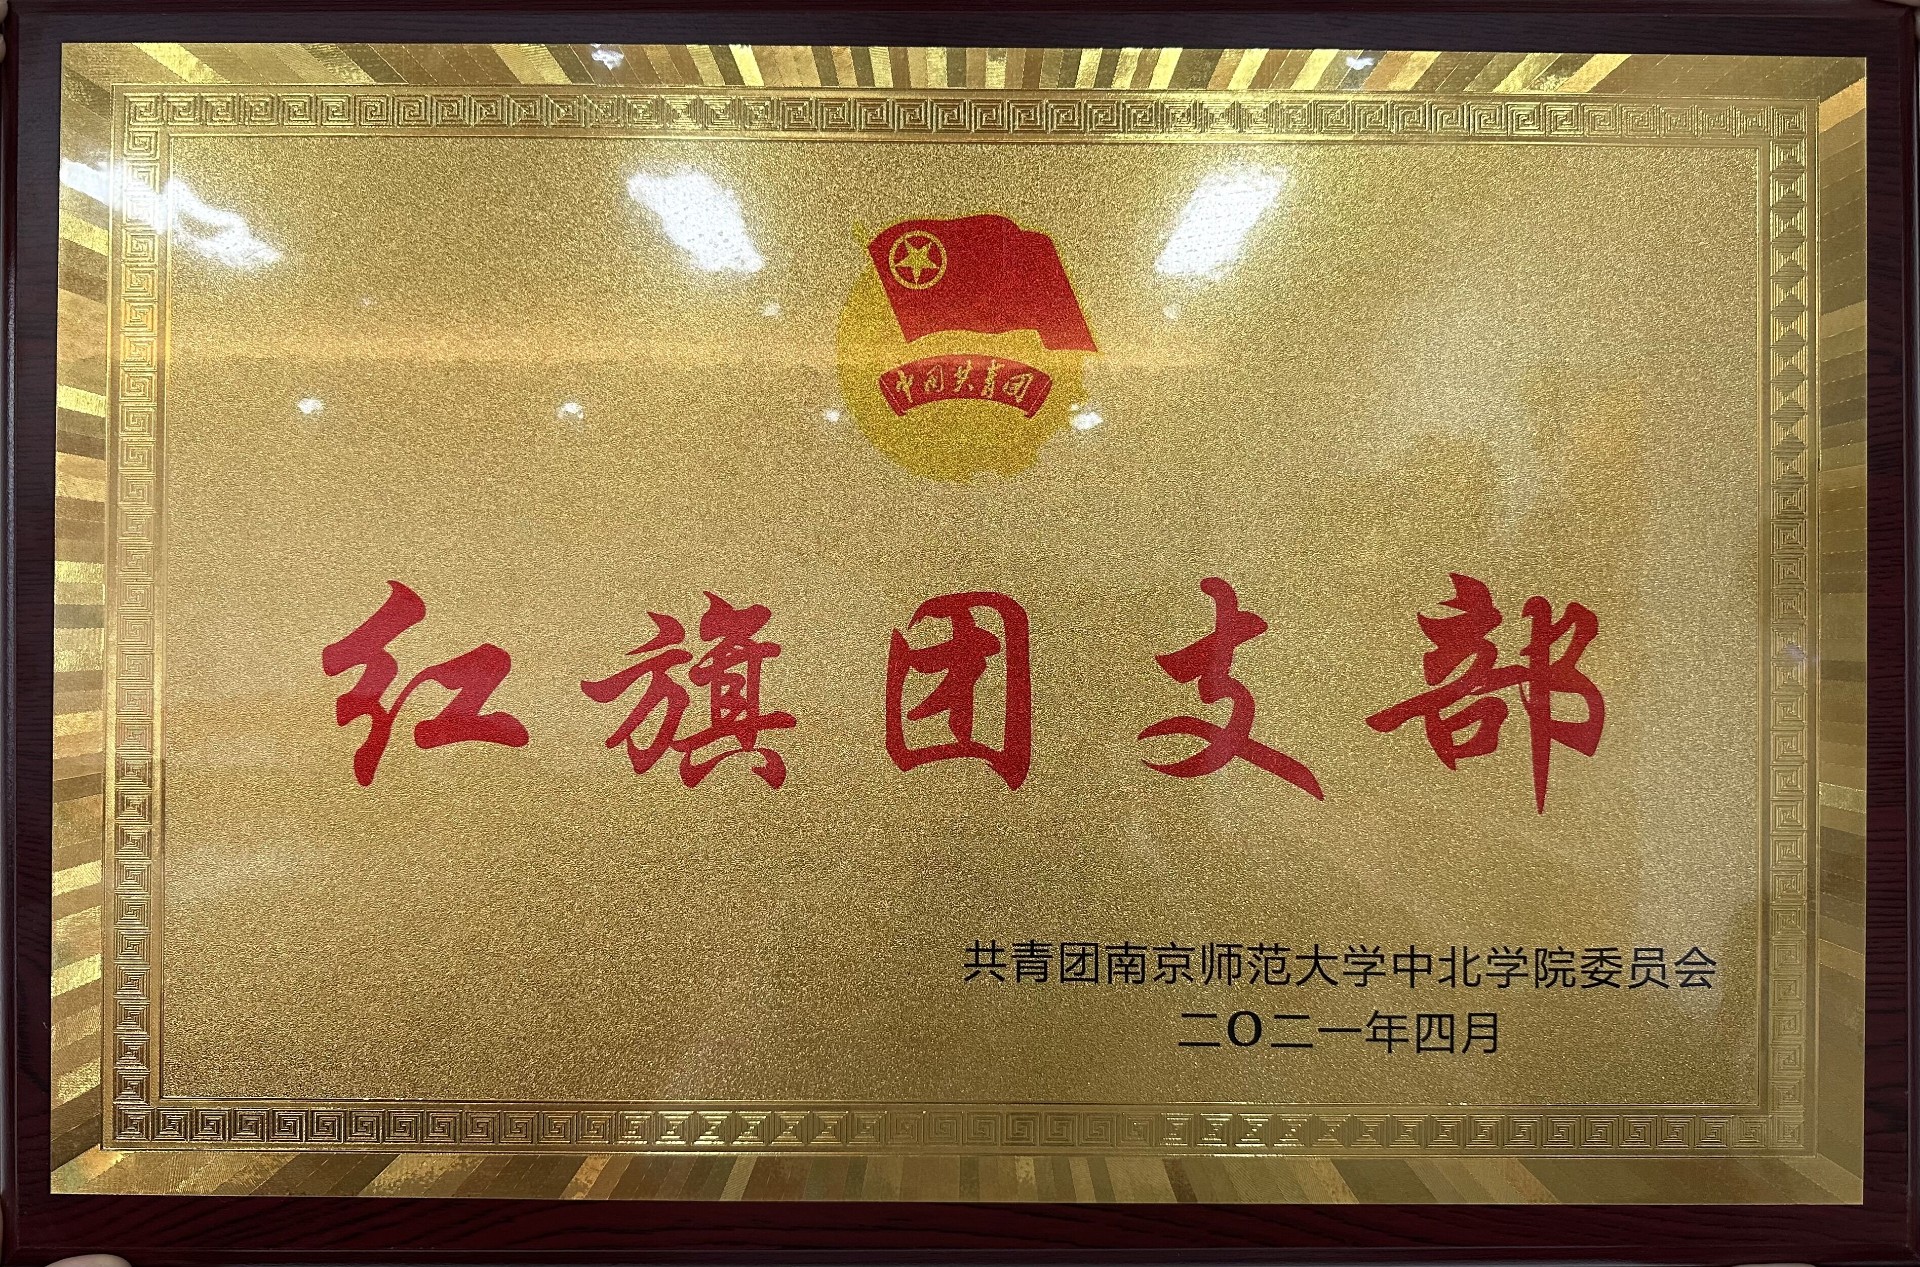 中国共青团
红旗团支部
共青团南京师范大学中北学院委员会
二O二一年四月